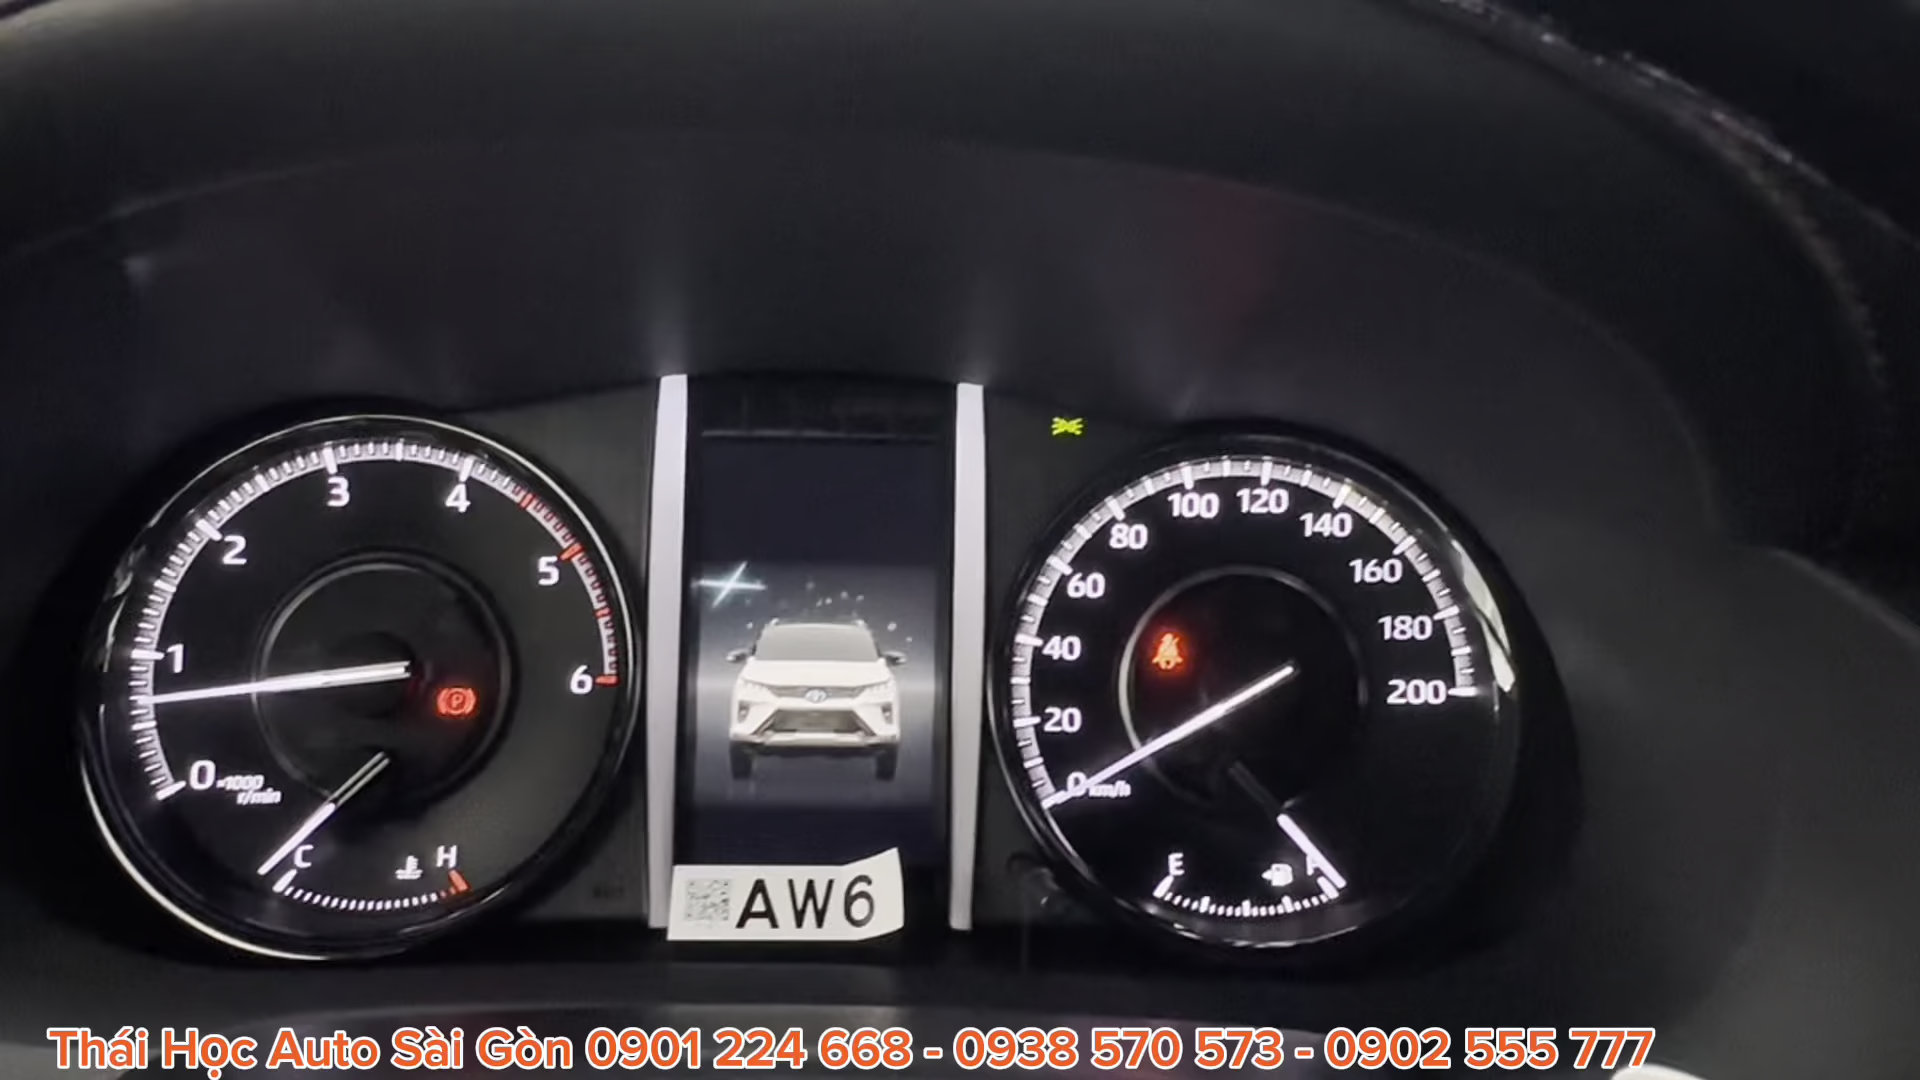 0
1
2
3
4
5
6
×1000
r/min
C
H
P
AW6
0
20
40
60
80
100
120
140
160
180
200
km/h
E
Thái Học Auto Sài Gòn 0901 224 668 - 0938 570 573 - 0902 555 777